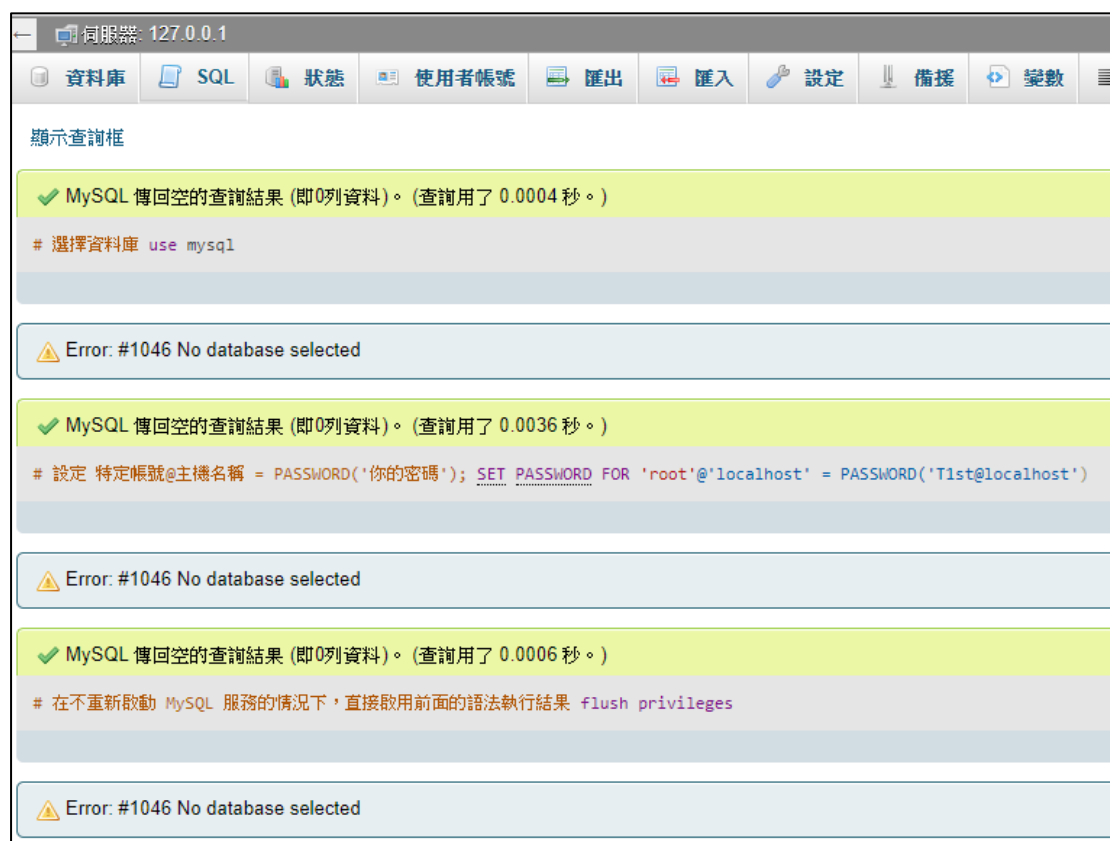 ← 伺服器: 127.0.0.1
資料庫 SQL 狀態 使用者帳號 匯出 匯入 設定 備援 變數
顯示查詢框
MySQL 傳回空的查詢結果 (即0列資料)。 (查詢用了 0.0004 秒。)
# 選擇資料庫 use mysql
Error: #1046 No database selected
MySQL 傳回空的查詢結果 (即0列資料)。 (查詢用了 0.0036 秒。)
# 設定 特定帳號@主機名稱 = PASSWORD('你的密碼'); SET PASSWORD FOR 'root'@'localhost' = PASSWORD('T1st@localhost')
Error: #1046 No database selected
MySQL 傳回空的查詢結果 (即0列資料)。 (查詢用了 0.0006 秒。)
# 在不重新啟動 MySQL 服務的情況下，直接啟用前面的語法執行結果 flush privileges
Error: #1046 No database selected